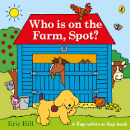 Who is on the
Farm, Spot?
Eric Hill
A flap-within-a-flap book